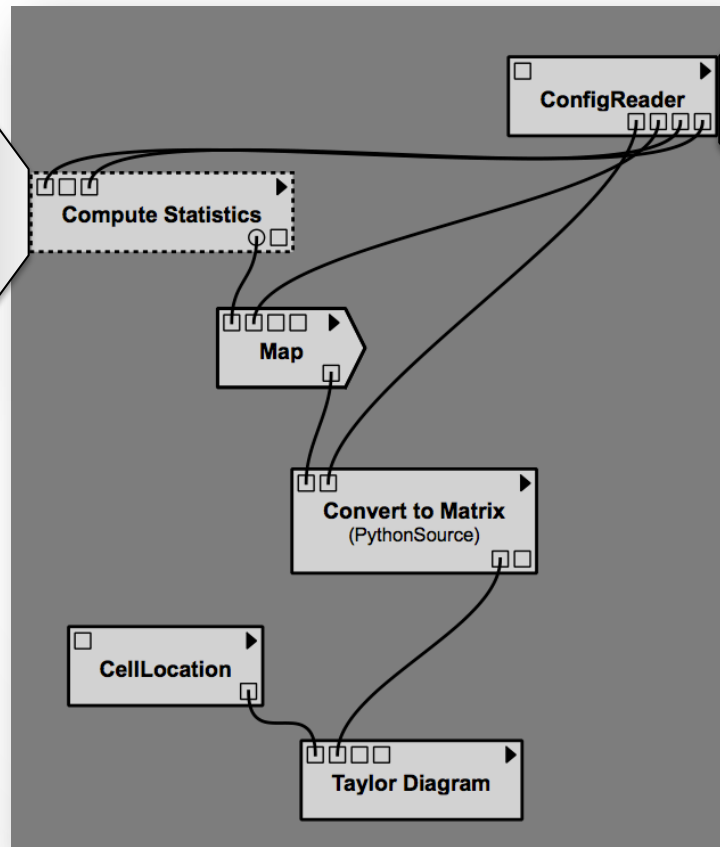 ConfigReader
Compute Statistics
Map
Convert to Matrix
(PythonSource)
CellLocation
Taylor Diagram